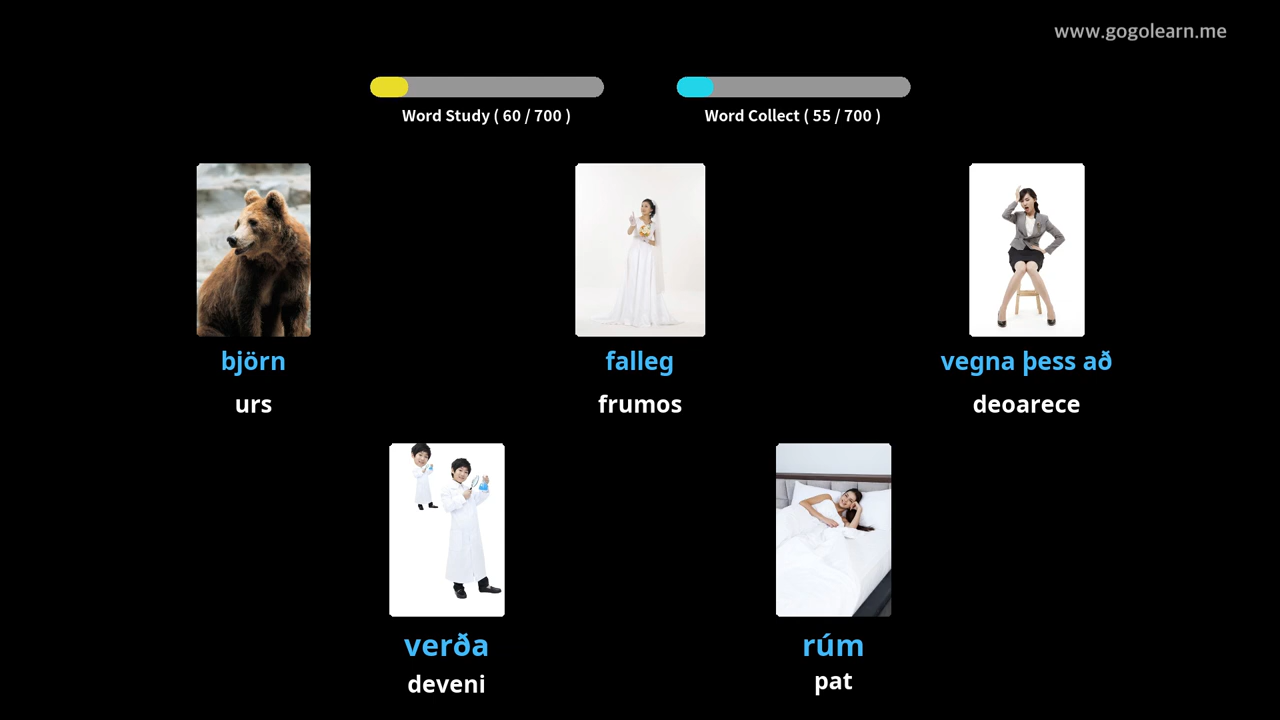 www.gogolearn.me
Word Study ( 60 / 700 )
Word Collect ( 55 / 700 )
björn
falleg
vegna þess að
urs
frumos
deoarece
verða
rúm
deveni
pat